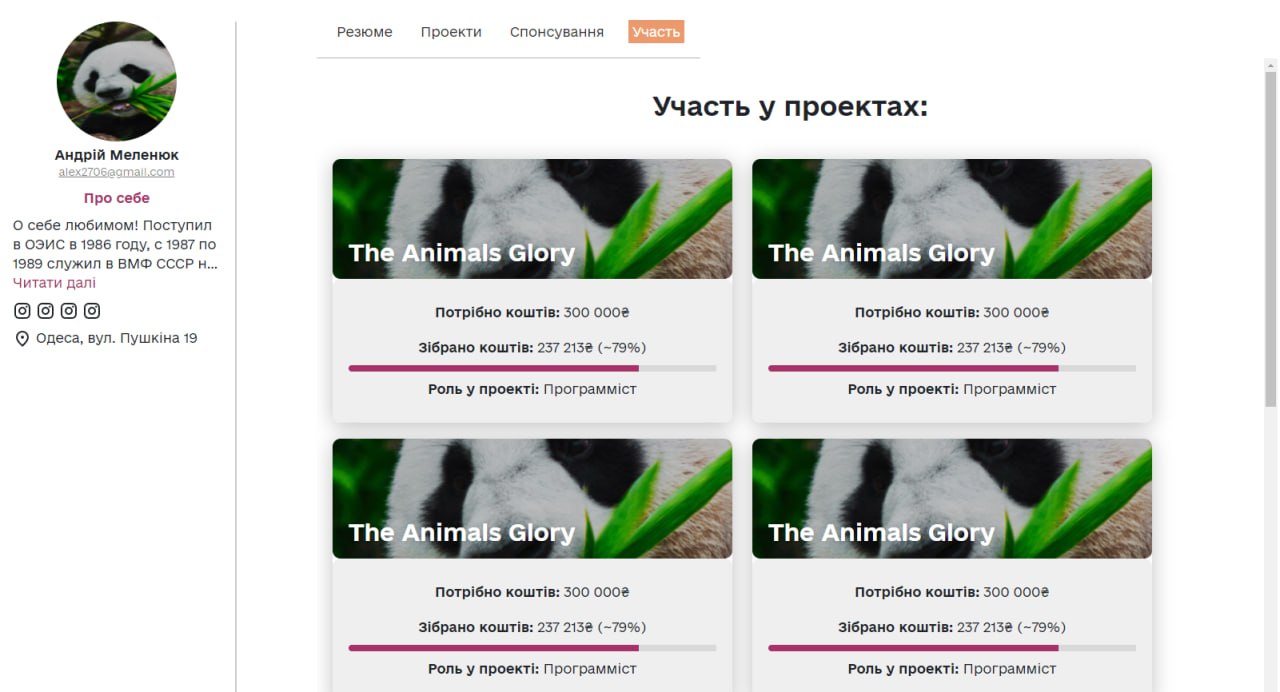 Резюме Проекти Спонсування Участь
Андрій Меленюк
alex2706@gmail.com
Про себе
О себе любимом! Поступил
в ОЭИС в 1986 году, с 1987 по
1989 служил в ВМФ СССР н...
Читати далі
Одеса, вул. Пушкіна 19
Участь у проектах:
The Animals Glory
Потрібно коштів: 300 000₴
Зібрано коштів: 237 213₴ (~79%)
Роль у проекті: Программіст
The Animals Glory
Потрібно коштів: 300 000₴
Зібрано коштів: 237 213₴ (~79%)
Роль у проекті: Программіст
The Animals Glory
Потрібно коштів: 300 000₴
Зібрано коштів: 237 213₴ (~79%)
Роль у проекті: Программіст
The Animals Glory
Потрібно коштів: 300 000₴
Зібрано коштів: 237 213₴ (~79%)
Роль у проекті: Программіст